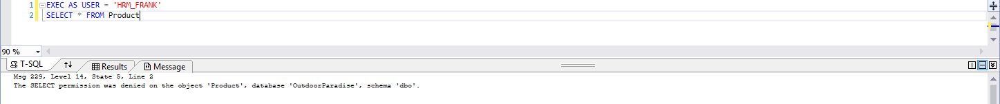 1 EXEC AS USER = 'HRM_FRANK'
2 SELECT * FROM Product
90 %
T-SQL Results Message
Msg 229, Level 14, State 5, Line 2
The SELECT permission was denied on the object 'Product', database 'OutdoorParadise', schema 'dbo'.